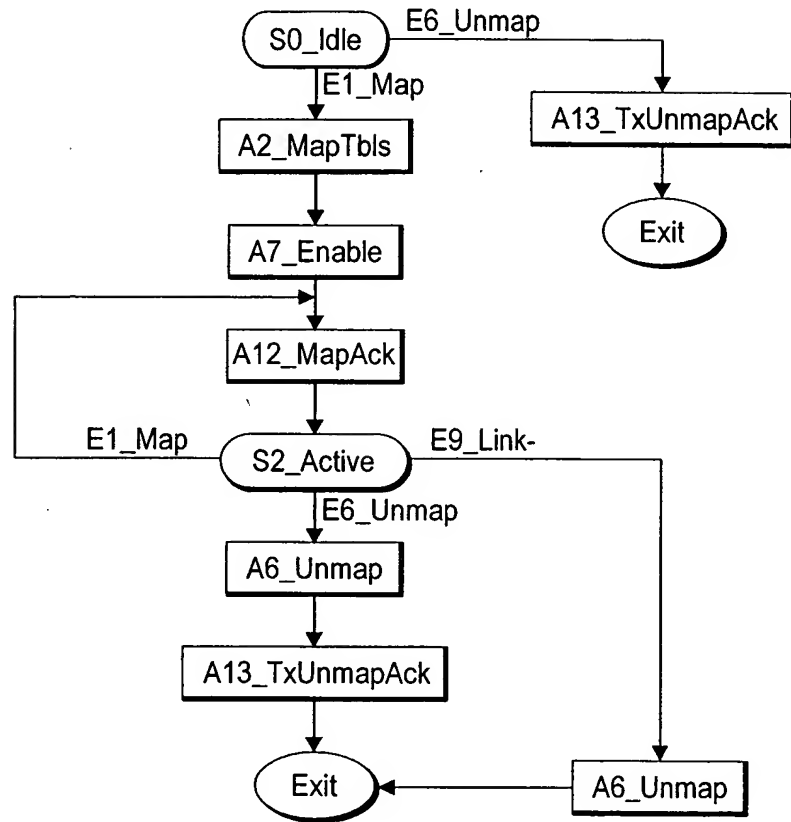 S0_Idle
E6_Unmap
E1_Map
A13_TxUnmapAck
A2_MapTbls
A7_Enable
Exit
A12_MapAck
E1_Map
E9_Link-
S2_Active
E6_Unmap
A6_Unmap
A13_TxUnmapAck
Exit
A6_Unmap